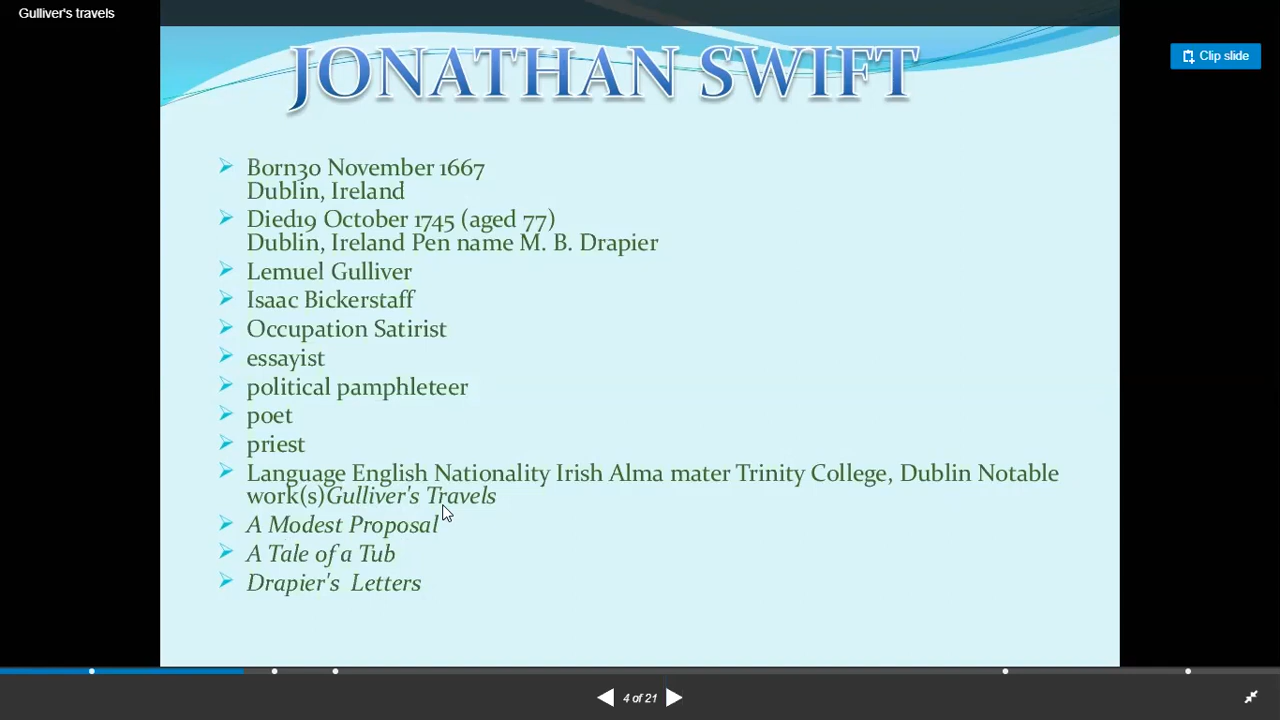 Gulliver's travels
Clip slide
JONATHAN SWIFT
Born30 November 1667
Dublin, Ireland
Died19 October 1745 (aged 77)
Dublin, Ireland Pen name M. B. Drapier
Lemuel Gulliver
Isaac Bickerstaff
Occupation Satirist
essayist
political pamphleteer
poet
priest
Language English Nationality Irish Alma mater Trinity College, Dublin Notable
work(s)Gulliver's Travels
A Modest Proposal
A Tale of a Tub
Drapier's Letters
4 of 21